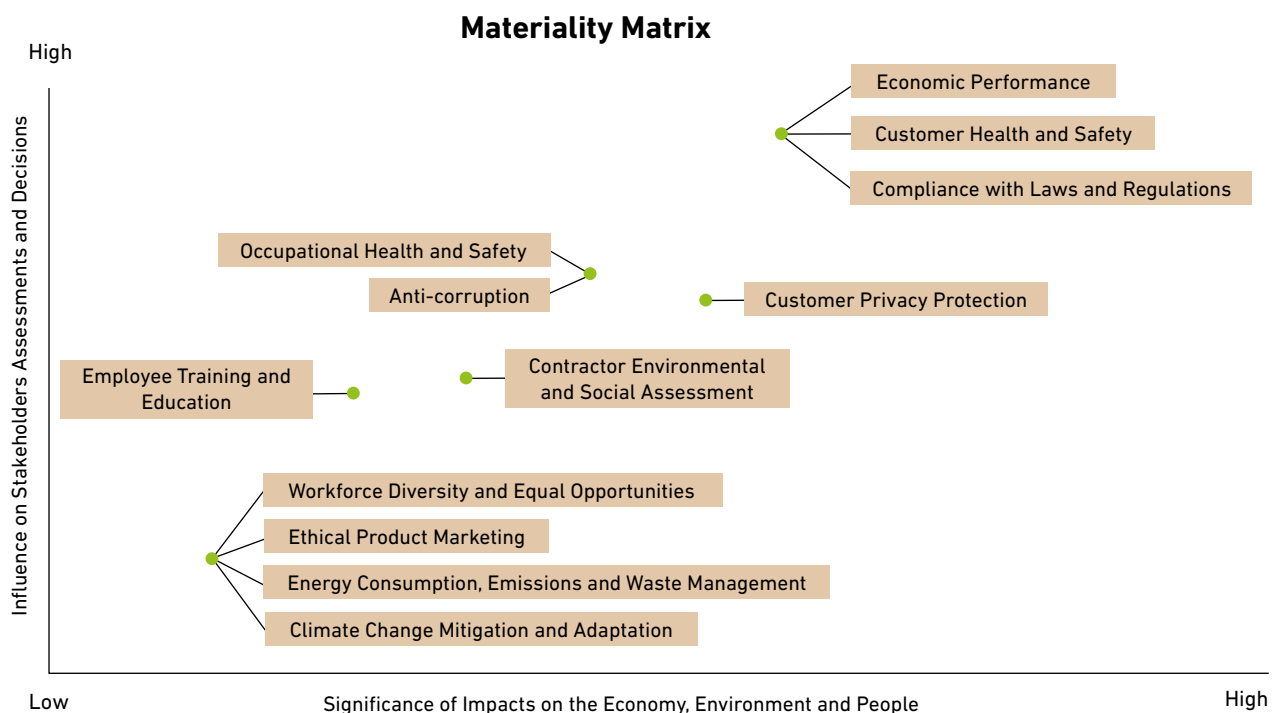 Materiality Matrix
High
Influence on Stakeholders Assessments and Decisions
Economic Performance
Customer Health and Safety
Compliance with Laws and Regulations
Occupational Health and Safety
Anti-corruption
Customer Privacy Protection
Employee Training and
Education
Contractor Environmental
and Social Assessment
Workforce Diversity and Equal Opportunities
Ethical Product Marketing
Energy Consumption, Emissions and Waste Management
Climate Change Mitigation and Adaptation
Low
Significance of Impacts on the Economy, Environment and People
High